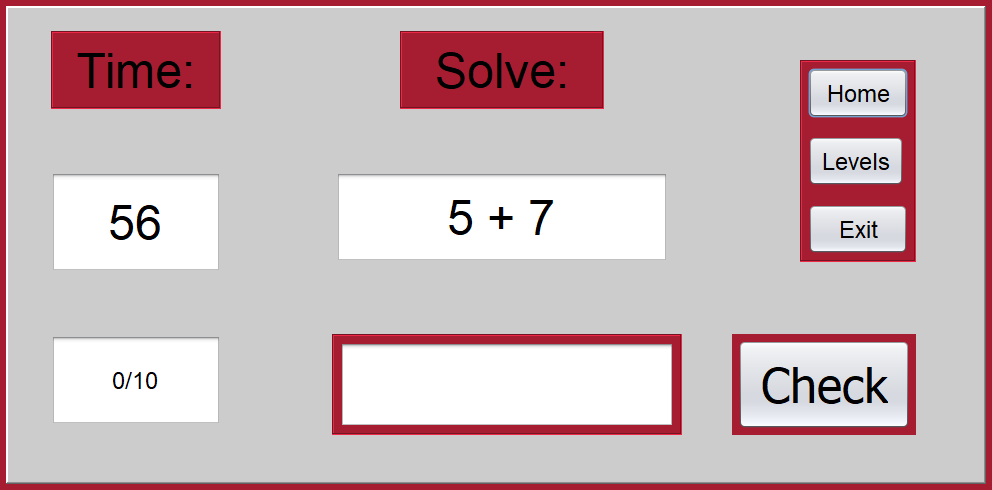 Time:
Solve:
Home
Levels
Exit
56
5 + 7
0/10
Check